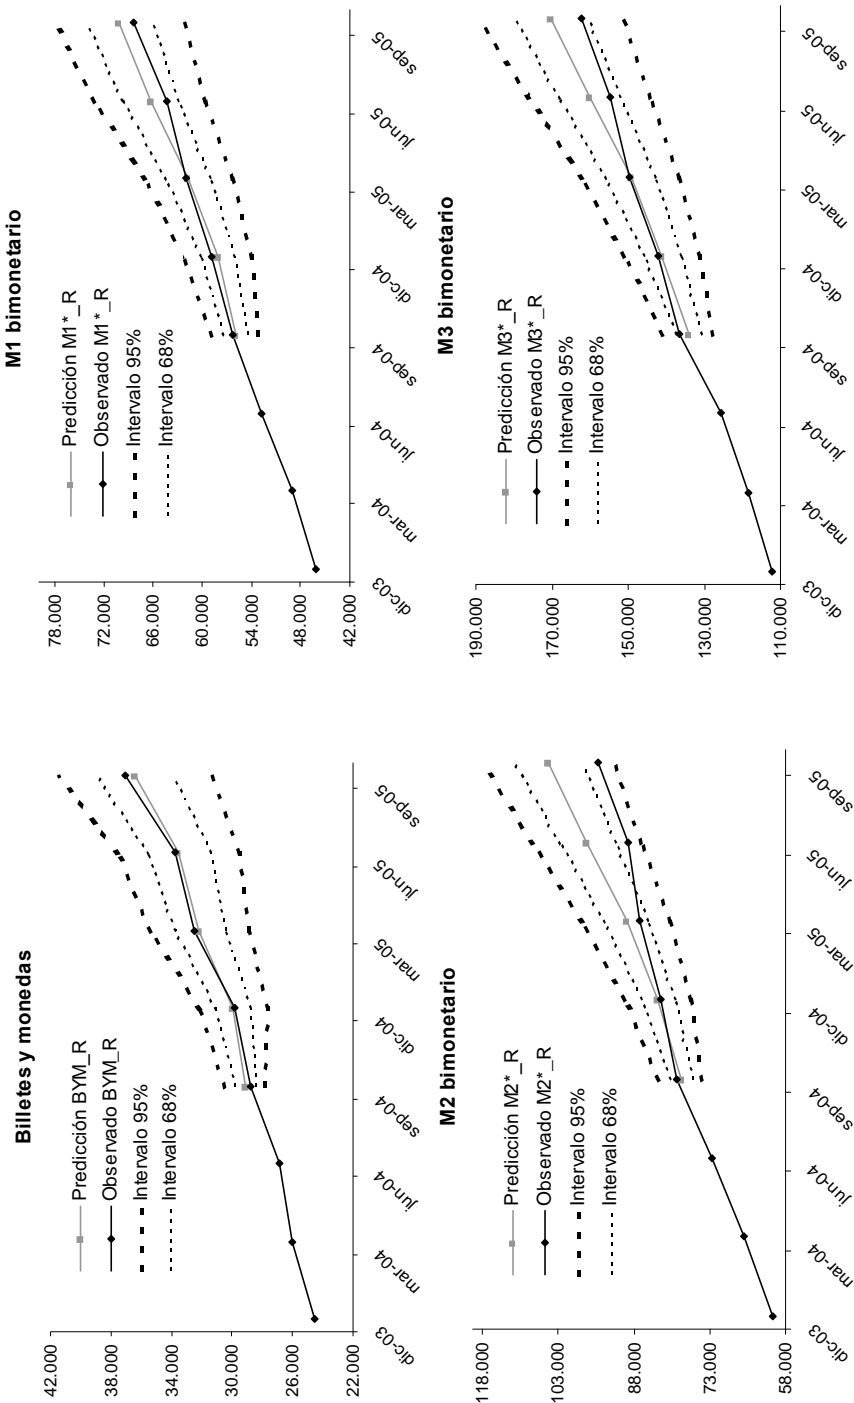 Billetes y monedas
42.000
38.000
34.000
30.000
26.000
22.000
Predicción BYM_R
Observado BYM_R
Intervalo 95%
Intervalo 68%
dic-03
mar-04
jun-04
sep-04
dic-04
mar-05
jun-05
sep-05
M1 bimonetario
78.000
72.000
66.000
60.000
54.000
48.000
42.000
Predicción M1*_R
Observado M1*_R
Intervalo 95%
Intervalo 68%
dic-03
mar-04
jun-04
sep-04
dic-04
mar-05
jun-05
sep-05
M2 bimonetario
118.000
103.000
88.000
73.000
58.000
Predicción M2*_R
Observado M2*_R
Intervalo 95%
Intervalo 68%
dic-03
mar-04
jun-04
sep-04
dic-04
mar-05
jun-05
sep-05
M3 bimonetario
190.000
170.000
150.000
130.000
110.000
Predicción M3*_R
Observado M3*_R
Intervalo 95%
Intervalo 68%
dic-03
mar-04
jun-04
sep-04
dic-04
mar-05
jun-05
sep-05